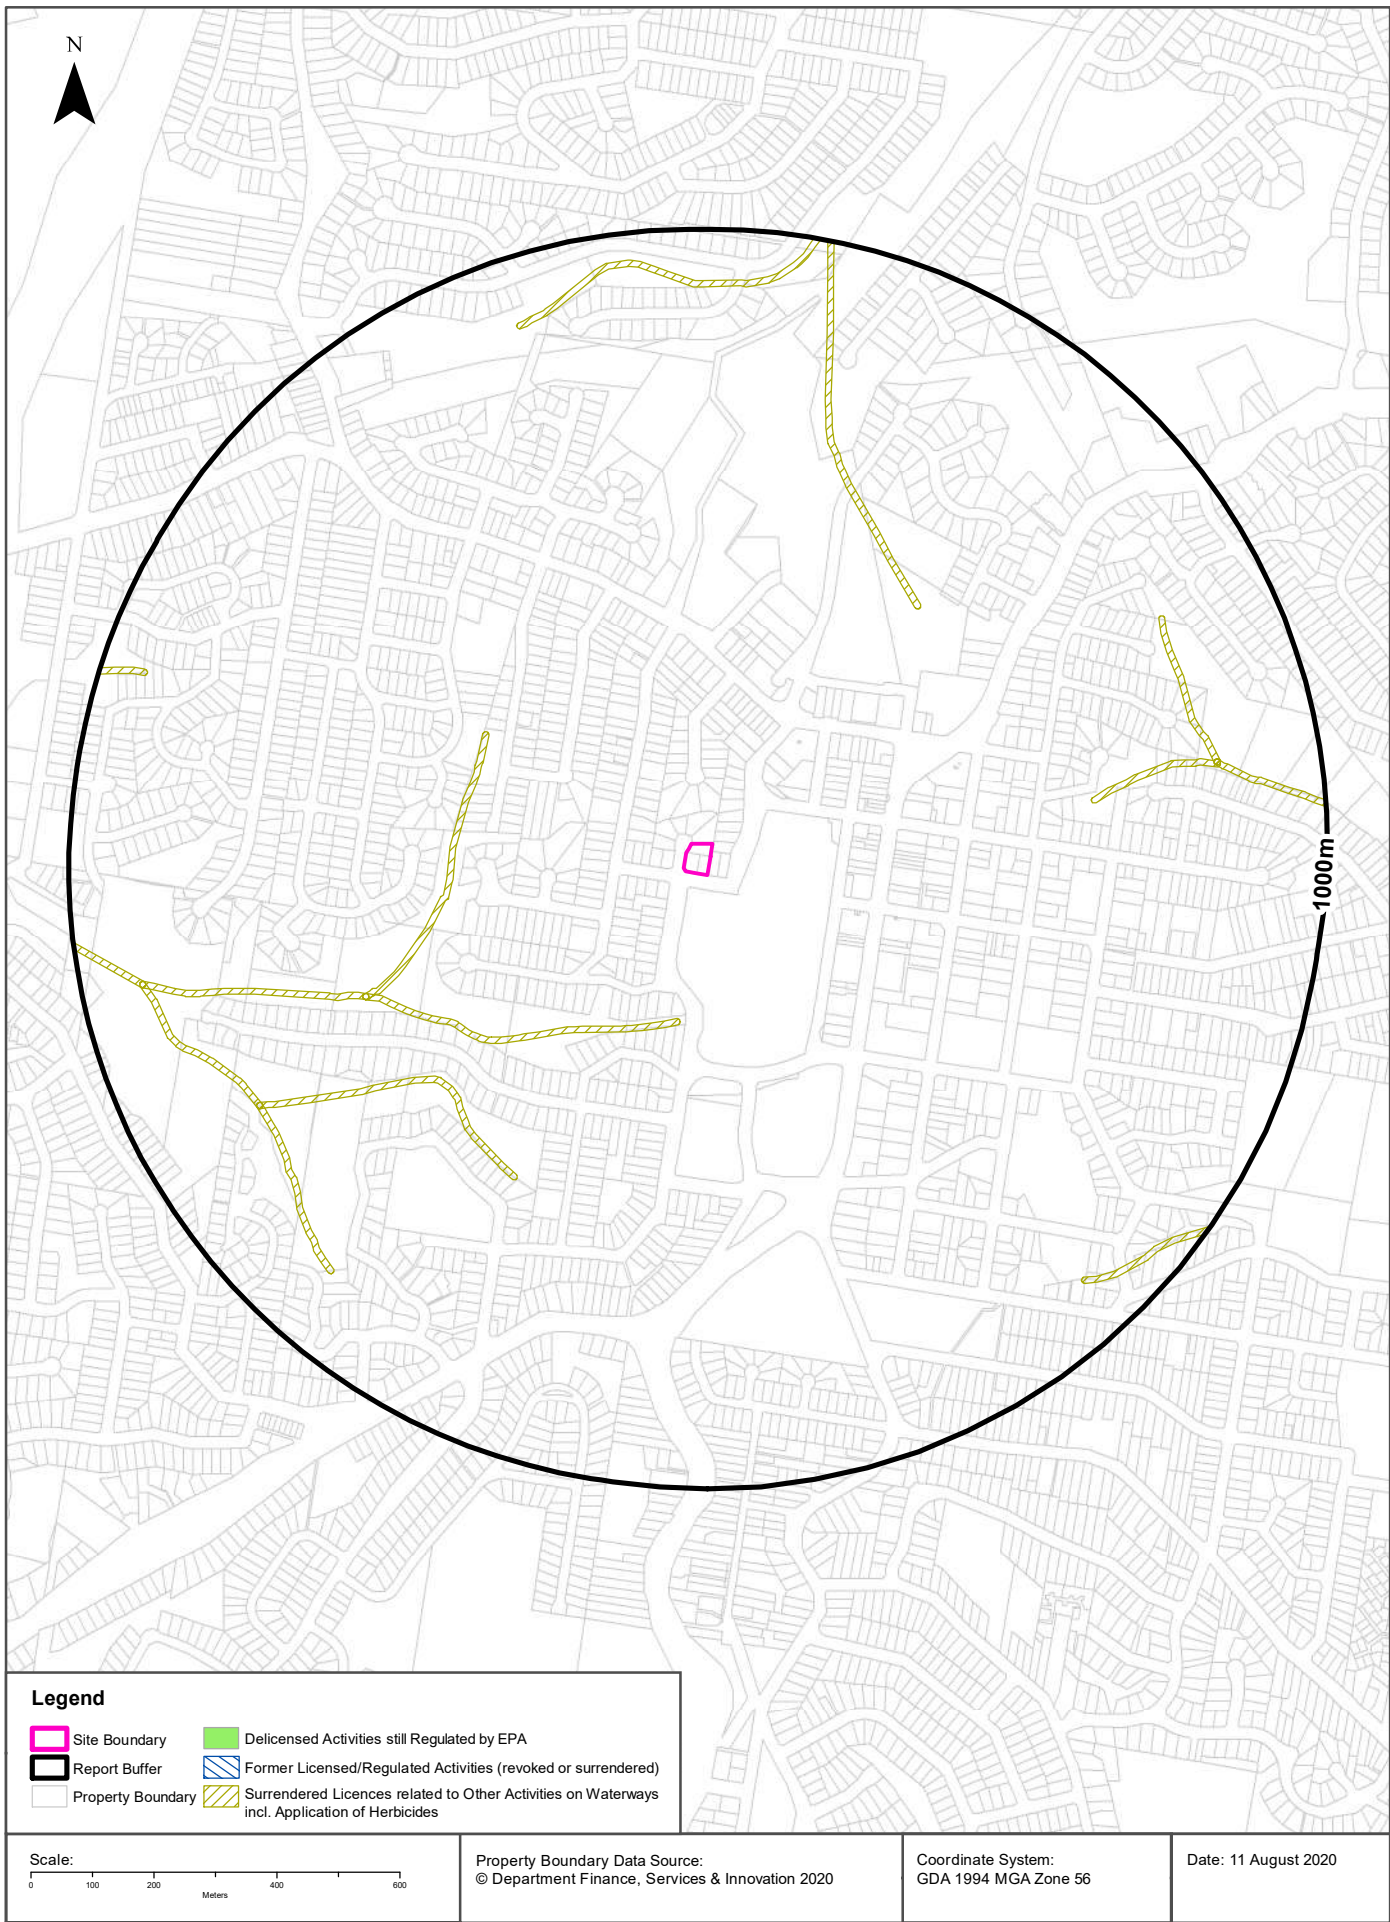 N
1000m
Legend
Site Boundary
Report Buffer
Property Boundary
Delicensed Activities still Regulated by EPA
Former Licensed/Regulated Activities (revoked or surrendered)
Surrendered Licences related to Other Activities on Waterways
incl. Application of Herbicides
Scale:
0 100 200 400 600
Meters
Property Boundary Data Source:
© Department Finance, Services & Innovation 2020
Coordinate System:
GDA 1994 MGA Zone 56
Date: 11 August 2020